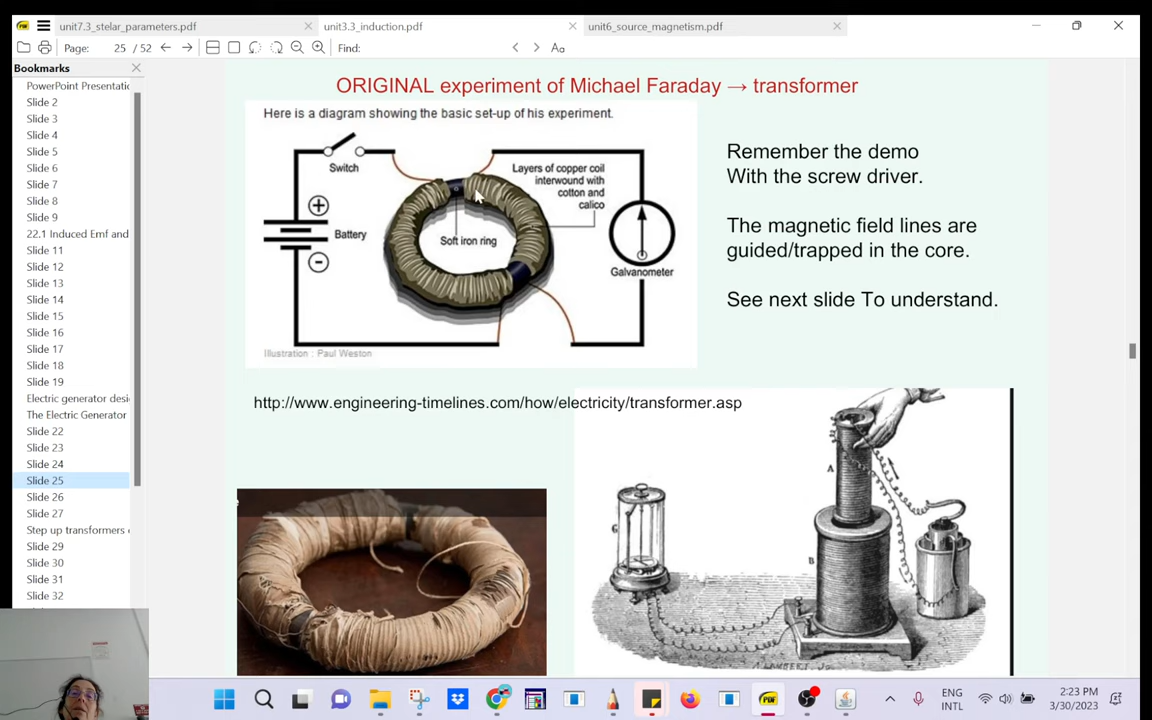 unit7.3_stelar_parameters.pdf
unit3.3_induction.pdf
unit6_source_magnetism.pdf
Page: 25 / 52
Find:
Aa
Bookmarks
PowerPoint Presentatic
Slide 2
Slide 3
Slide 4
Slide 5
Slide 6
Slide 7
Slide 8
Slide 9
22.1 Induced Emf and
Slide 11
Slide 12
Slide 13
Slide 14
Slide 15
Slide 16
Slide 17
Slide 18
Slide 19
Electric generator desi
The Electric Generator
Slide 22
Slide 23
Slide 24
Slide 25
Slide 26
Slide 27
Step up transformers
Slide 29
Slide 30
Slide 31
Slide 32
ORIGINAL experiment of Michael Faraday → transformer
Here is a diagram showing the basic set-up of his experiment.
Switch
Layers of copper coil
interwound with
cotton and
calico
+
Battery
−
Soft iron ring
Galvanometer
Illustration : Paul Weston
Remember the demo
With the screw driver.
The magnetic field lines are
guided/trapped in the core.
See next slide To understand.
http://www.engineering-timelines.com/how/electricity/transformer.asp
A
B
G
ENG
INTL
2:23 PM
3/30/2023